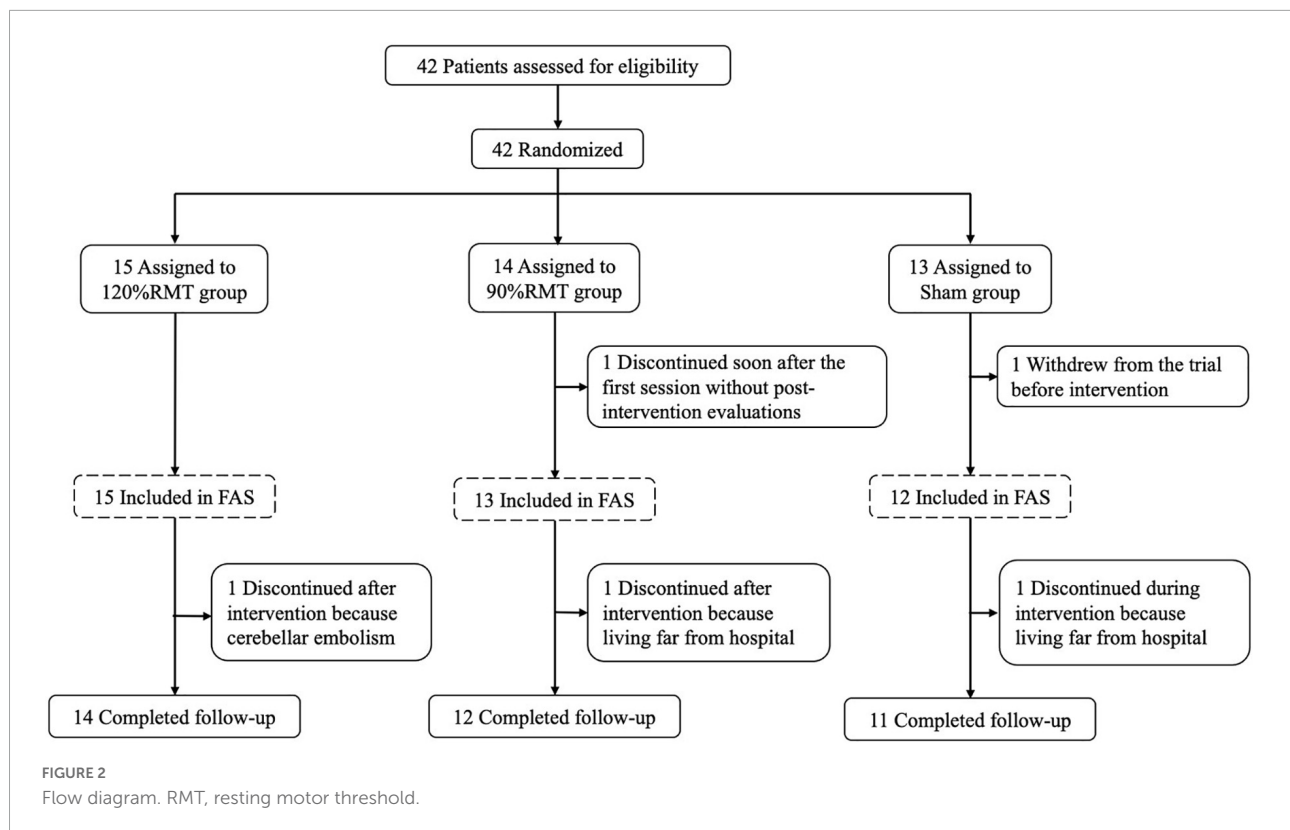 42 Patients assessed for eligibility
42 Randomized
15 Assigned to
120%RMT group
14 Assigned to
90%RMT group
13 Assigned to
Sham group
1 Discontinued soon after the
first session without post-
intervention evaluations
1 Withdrew from the trial
before intervention
15 Included in FAS
13 Included in FAS
12 Included in FAS
1 Discontinued after
intervention because
cerebellar embolism
1 Discontinued after
intervention because
living far from hospital
1 Discontinued during
intervention because
living far from hospital
14 Completed follow-up
12 Completed follow-up
11 Completed follow-up
FIGURE 2
Flow diagram. RMT, resting motor threshold.